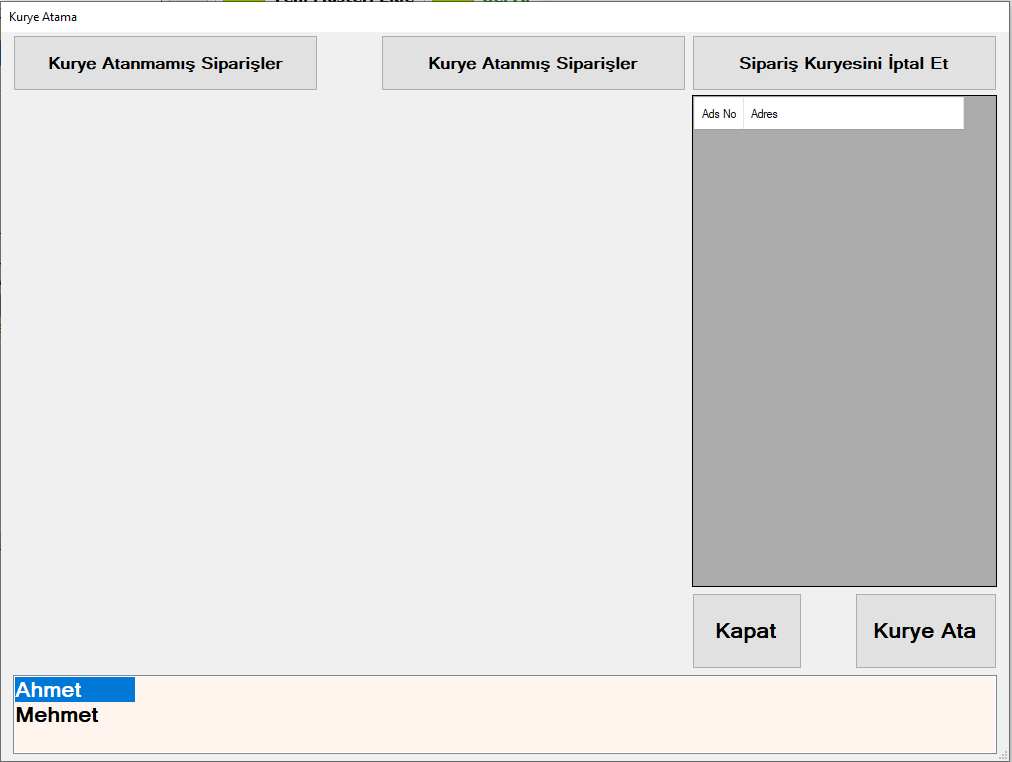 Kurye Atama
Kurye Atanmamış Siparişler
Kurye Atanmış Siparişler
Sipariş Kuryesini İptal Et
Ads No
Adres
Kapat
Kurye Ata
Ahmet
Mehmet